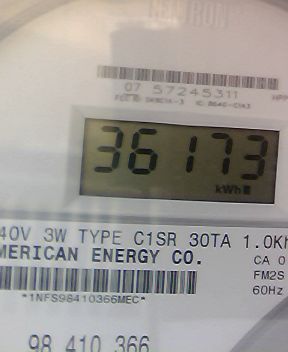 07 57245311
36173
kWh
40V 3W TYPE C1SR 30TA 1.0Kh
MERICAN ENERGY CO.
CA 0
FM2S
*1NFS98410366MEC*
60Hz
98 410 366